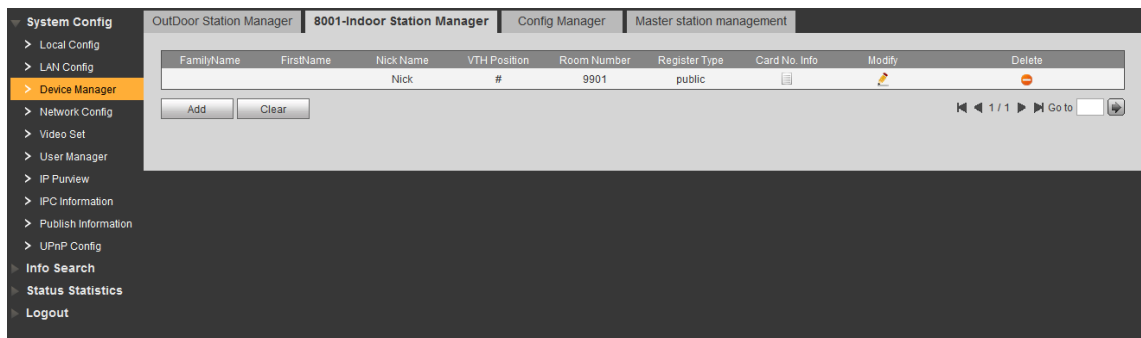 System Config
> Local Config
> LAN Config
> Device Manager
> Network Config
> Video Set
> User Manager
> IP Purview
> IPC Information
> Publish Information
> UPnP Config
Info Search
Status Statistics
Logout
OutDoor Station Manager 8001-Indoor Station Manager Config Manager Master station management
FamilyName FirstName Nick Name VTH Position Room Number Register Type Card No. Info Modify Delete
Nick # 9901 public
Add Clear 1 / 1 Go to